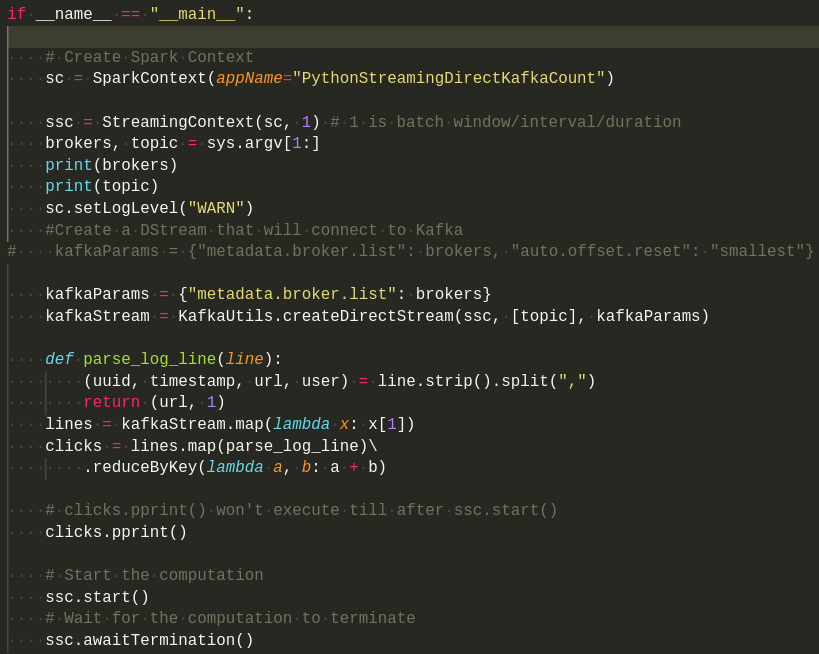 if __name__ == "__main__":

    # Create Spark Context
    sc = SparkContext(appName="PythonStreamingDirectKafkaCount")

    ssc = StreamingContext(sc, 1) # 1 is batch window/interval/duration
    brokers, topic = sys.argv[1:]
    print(brokers)
    print(topic)
    sc.setLogLevel("WARN")
    #Create a DStream that will connect to Kafka
#    kafkaParams = {"metadata.broker.list": brokers, "auto.offset.reset": "smallest"}

    kafkaParams = {"metadata.broker.list": brokers}
    kafkaStream = KafkaUtils.createDirectStream(ssc, [topic], kafkaParams)

    def parse_log_line(line):
        (uuid, timestamp, url, user) = line.strip().split(",")
        return (url, 1)
    lines = kafkaStream.map(lambda x: x[1])
    clicks = lines.map(parse_log_line)\
        .reduceByKey(lambda a, b: a + b)

    # clicks.pprint() won't execute till after ssc.start()
    clicks.pprint()

    # Start the computation
    ssc.start()
    # Wait for the computation to terminate
    ssc.awaitTermination()